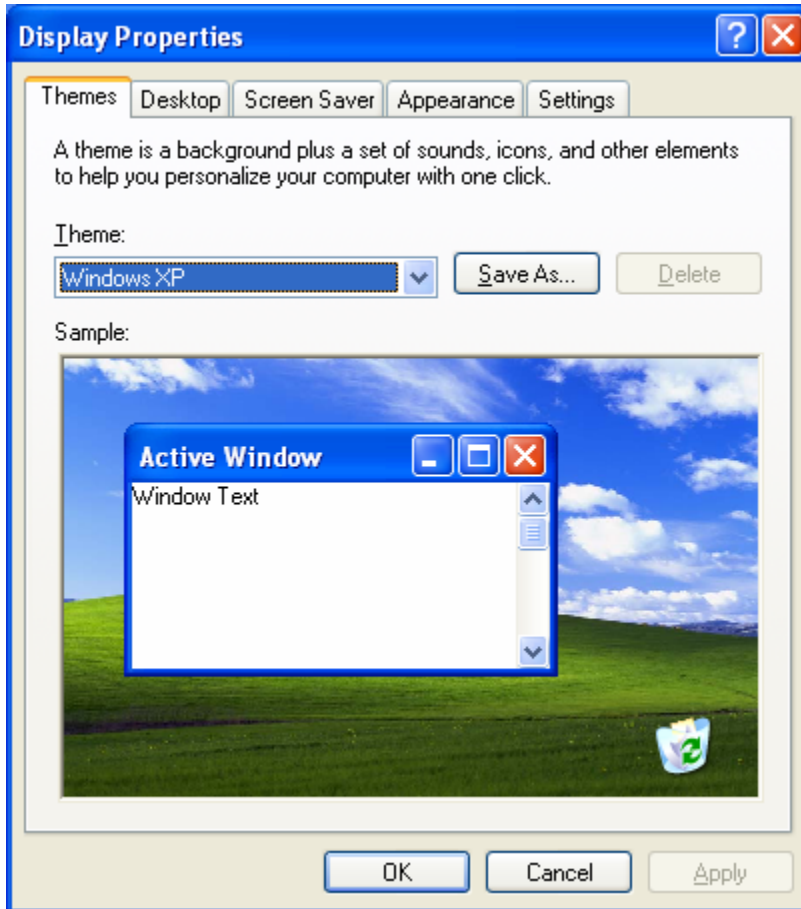 Display Properties
Themes Desktop Screen Saver Appearance Settings
A theme is a background plus a set of sounds, icons, and other elements
to help you personalize your computer with one click.
Theme:
Windows XP Save As... Delete
Sample:
Active Window
Window Text
OK Cancel Apply